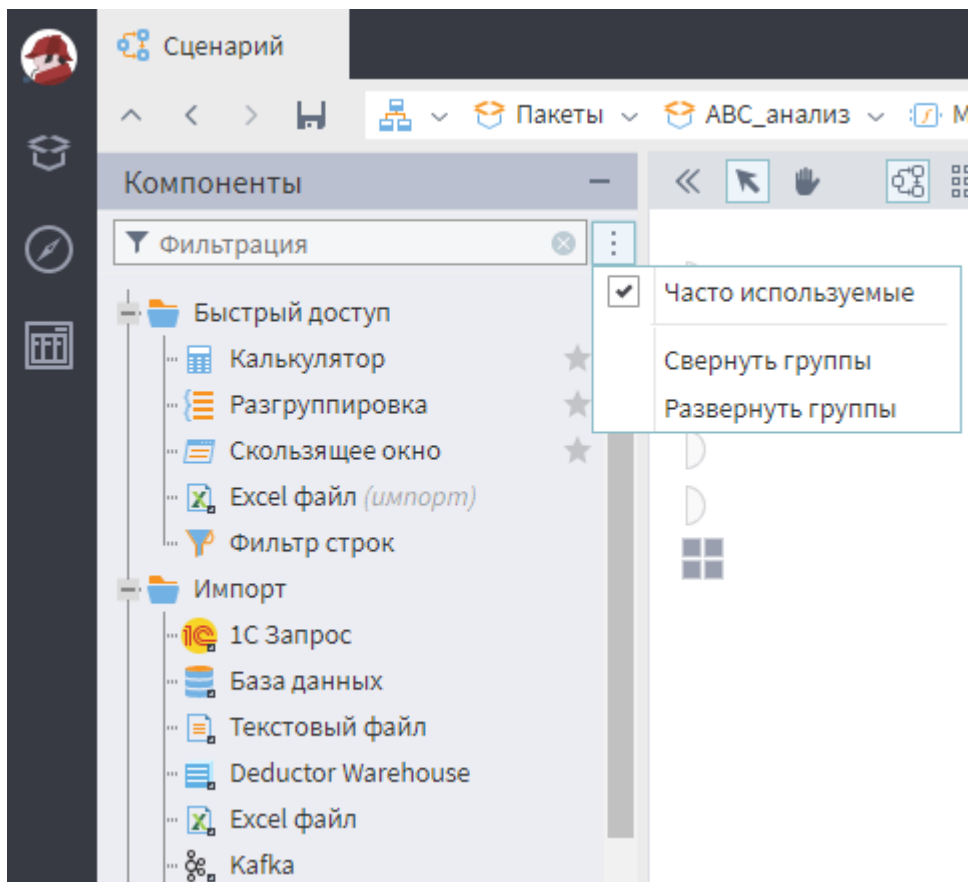 Сценарий
Пакеты АВС_анализ М
Компоненты
Фильтрация
Часто используемые
Свернуть группы
Развернуть группы
Быстрый доступ
Калькулятор
Разгруппировка
Скользящее окно
Excel файл (импорт)
Фильтр строк
Импорт
1С Запрос
База данных
Текстовый файл
Deductor Warehouse
Excel файл
Kafka